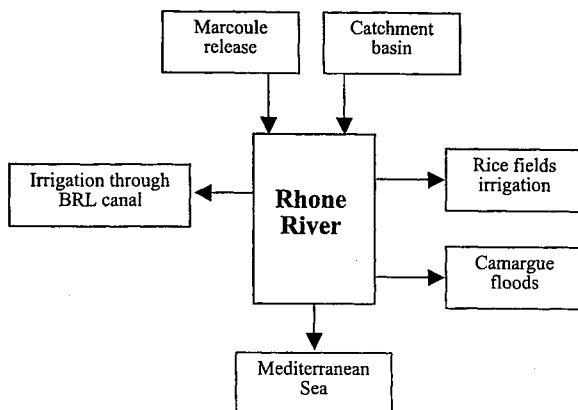 Marcoule
release
Catchment
basin
Irrigation through
BRL canal
Rhone
River
Rice fields
irrigation
Camargue
floods
Mediterranean
Sea